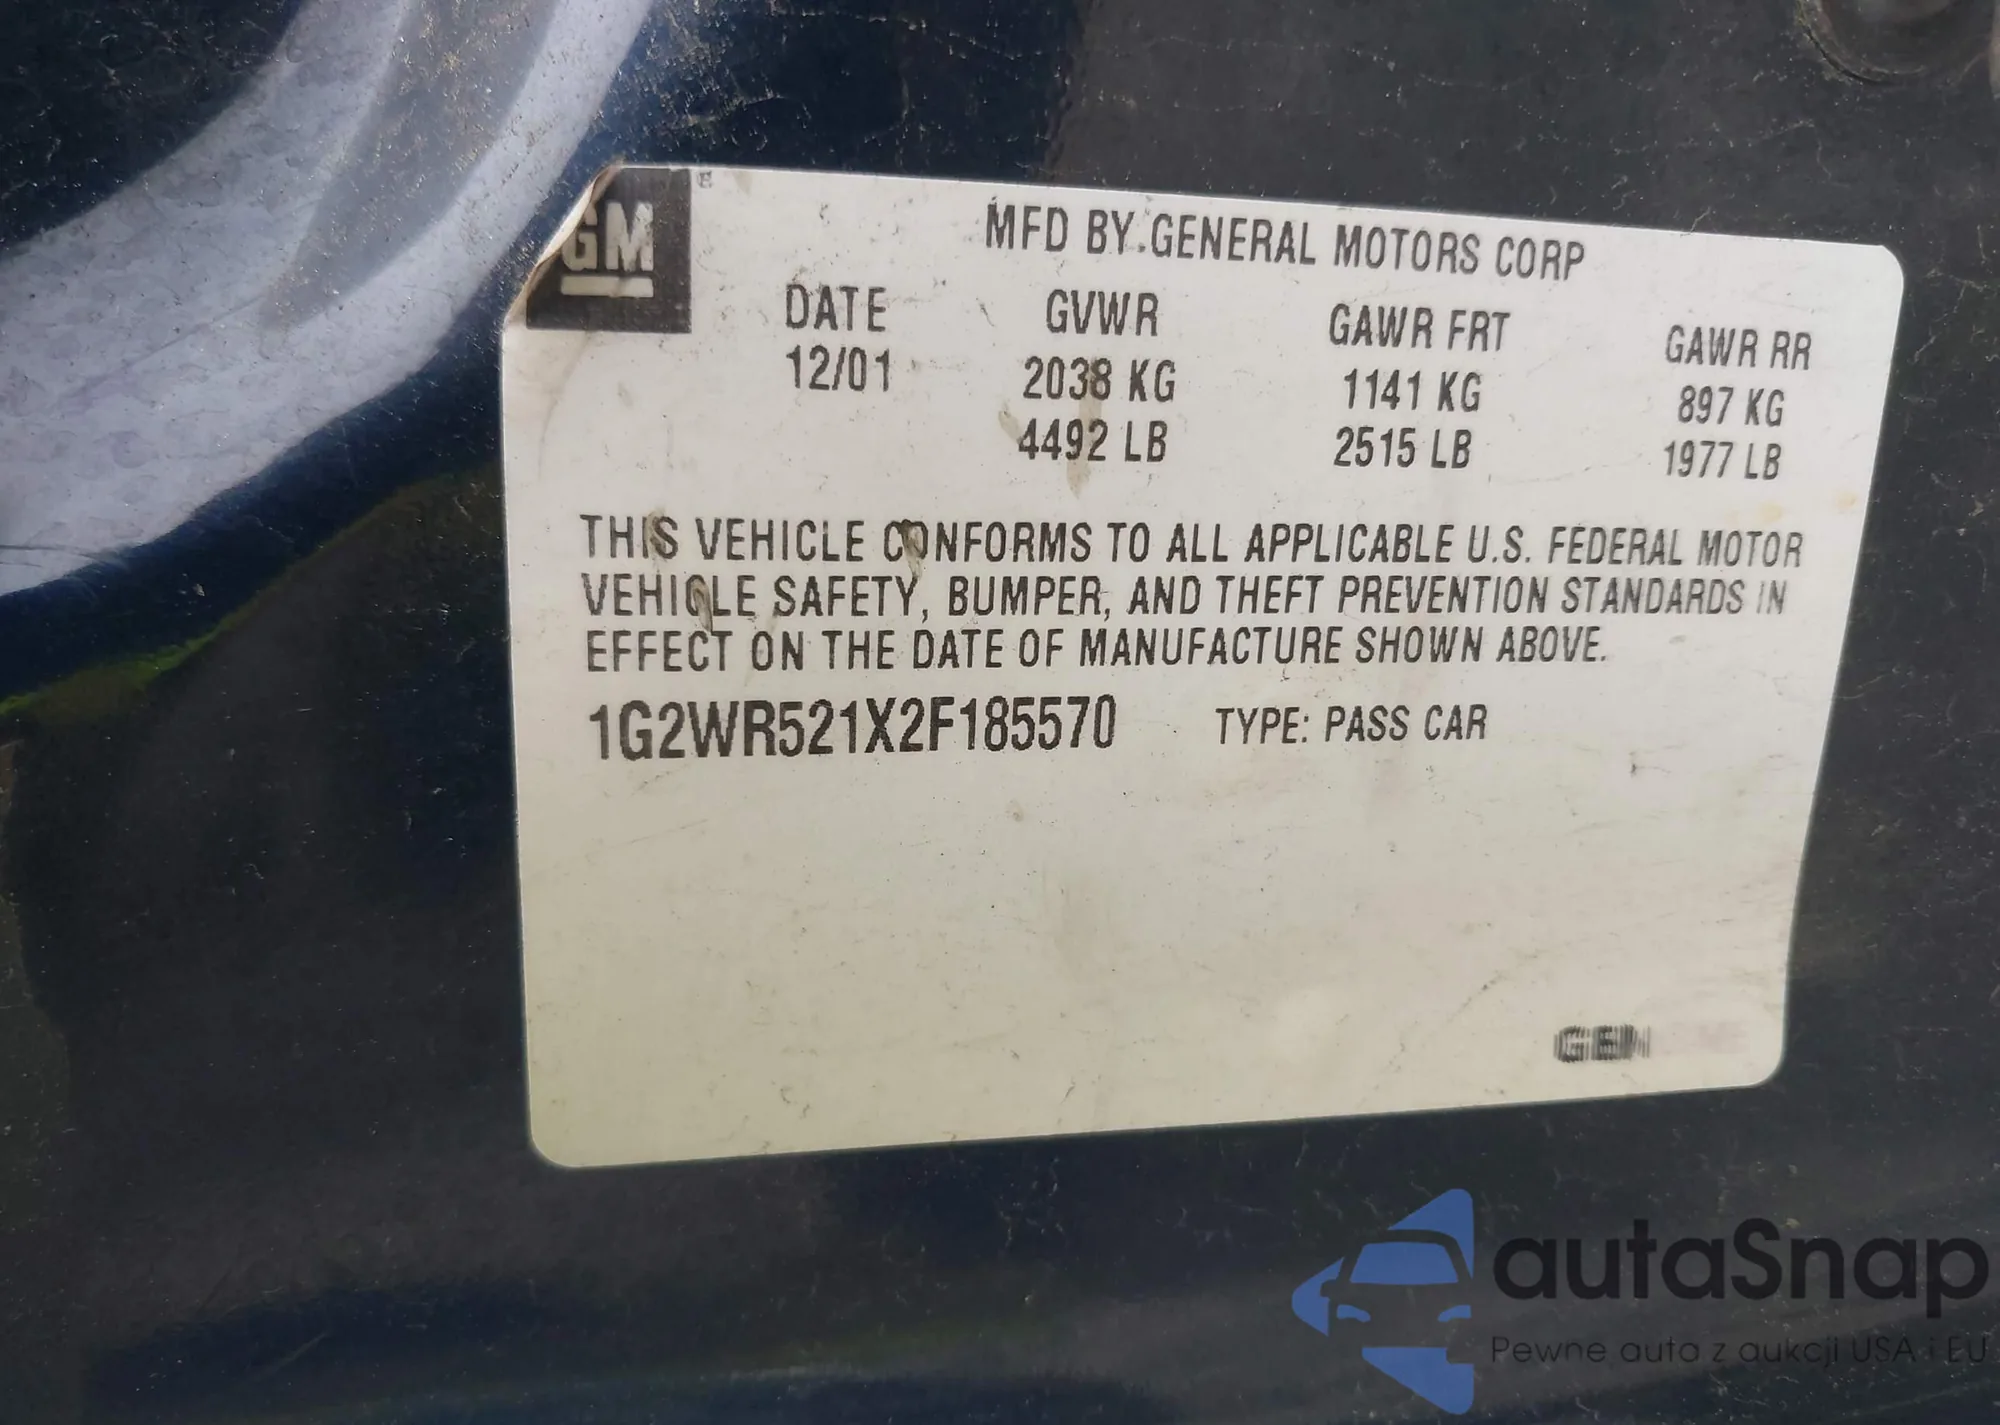 GM
MFD BY GENERAL MOTORS CORP
DATE GVWR GAWR FRT GAWR RR
12/01 2038 KG 1141 KG 897 KG
4492 LB 2515 LB 1977 LB
THIS VEHICLE CONFORMS TO ALL APPLICABLE U.S. FEDERAL MOTOR
VEHICLE SAFETY, BUMPER, AND THEFT PREVENTION STANDARDS IN
EFFECT ON THE DATE OF MANUFACTURE SHOWN ABOVE.
1G2WR521X2F185570 TYPE: PASS CAR
autaSnap
Pewne auta z aukcji USA i EU